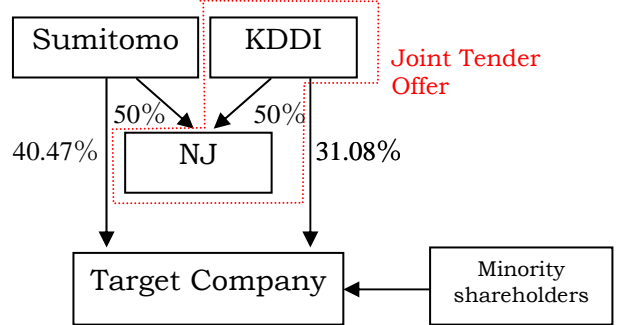 Sumitomo
KDDI
Joint Tender
Offer
50%
50%
40.47%
NJ
31.08%
Target Company
Minority
shareholders